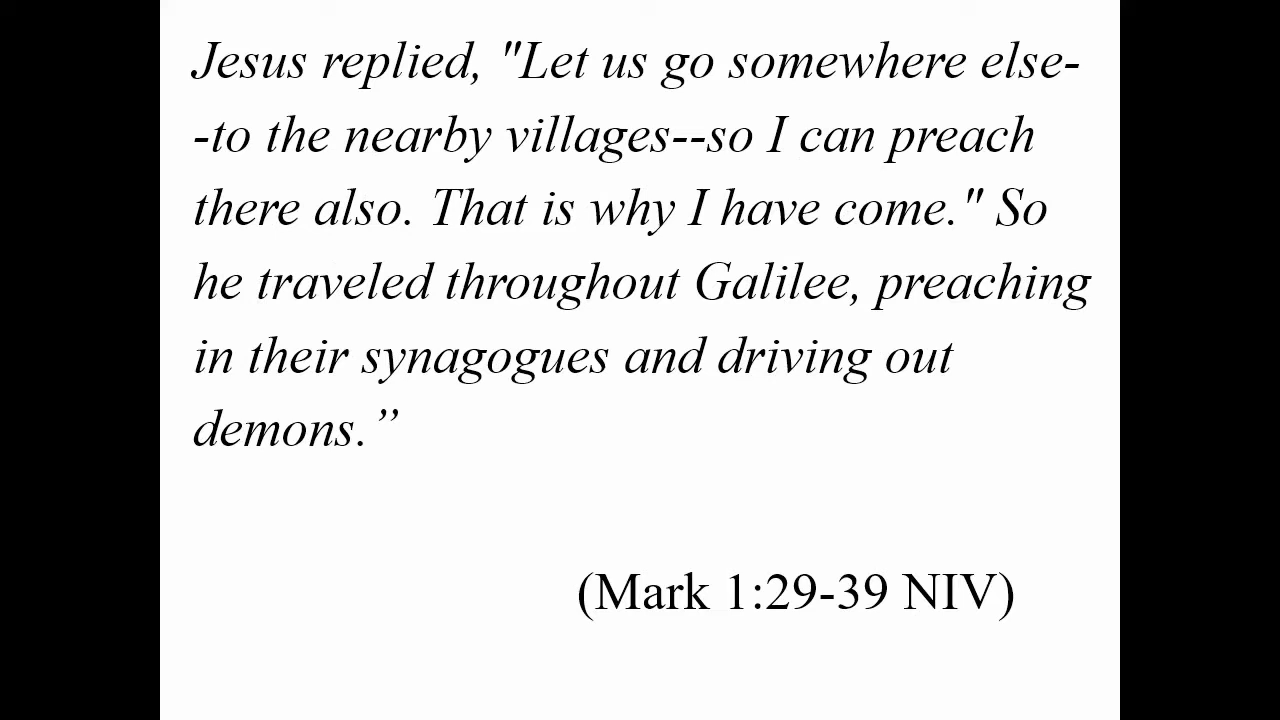 Jesus replied, "Let us go somewhere else-
-to the nearby villages--so I can preach
there also. That is why I have come." So
he traveled throughout Galilee, preaching
in their synagogues and driving out
demons.”
(Mark 1:29-39 NIV)